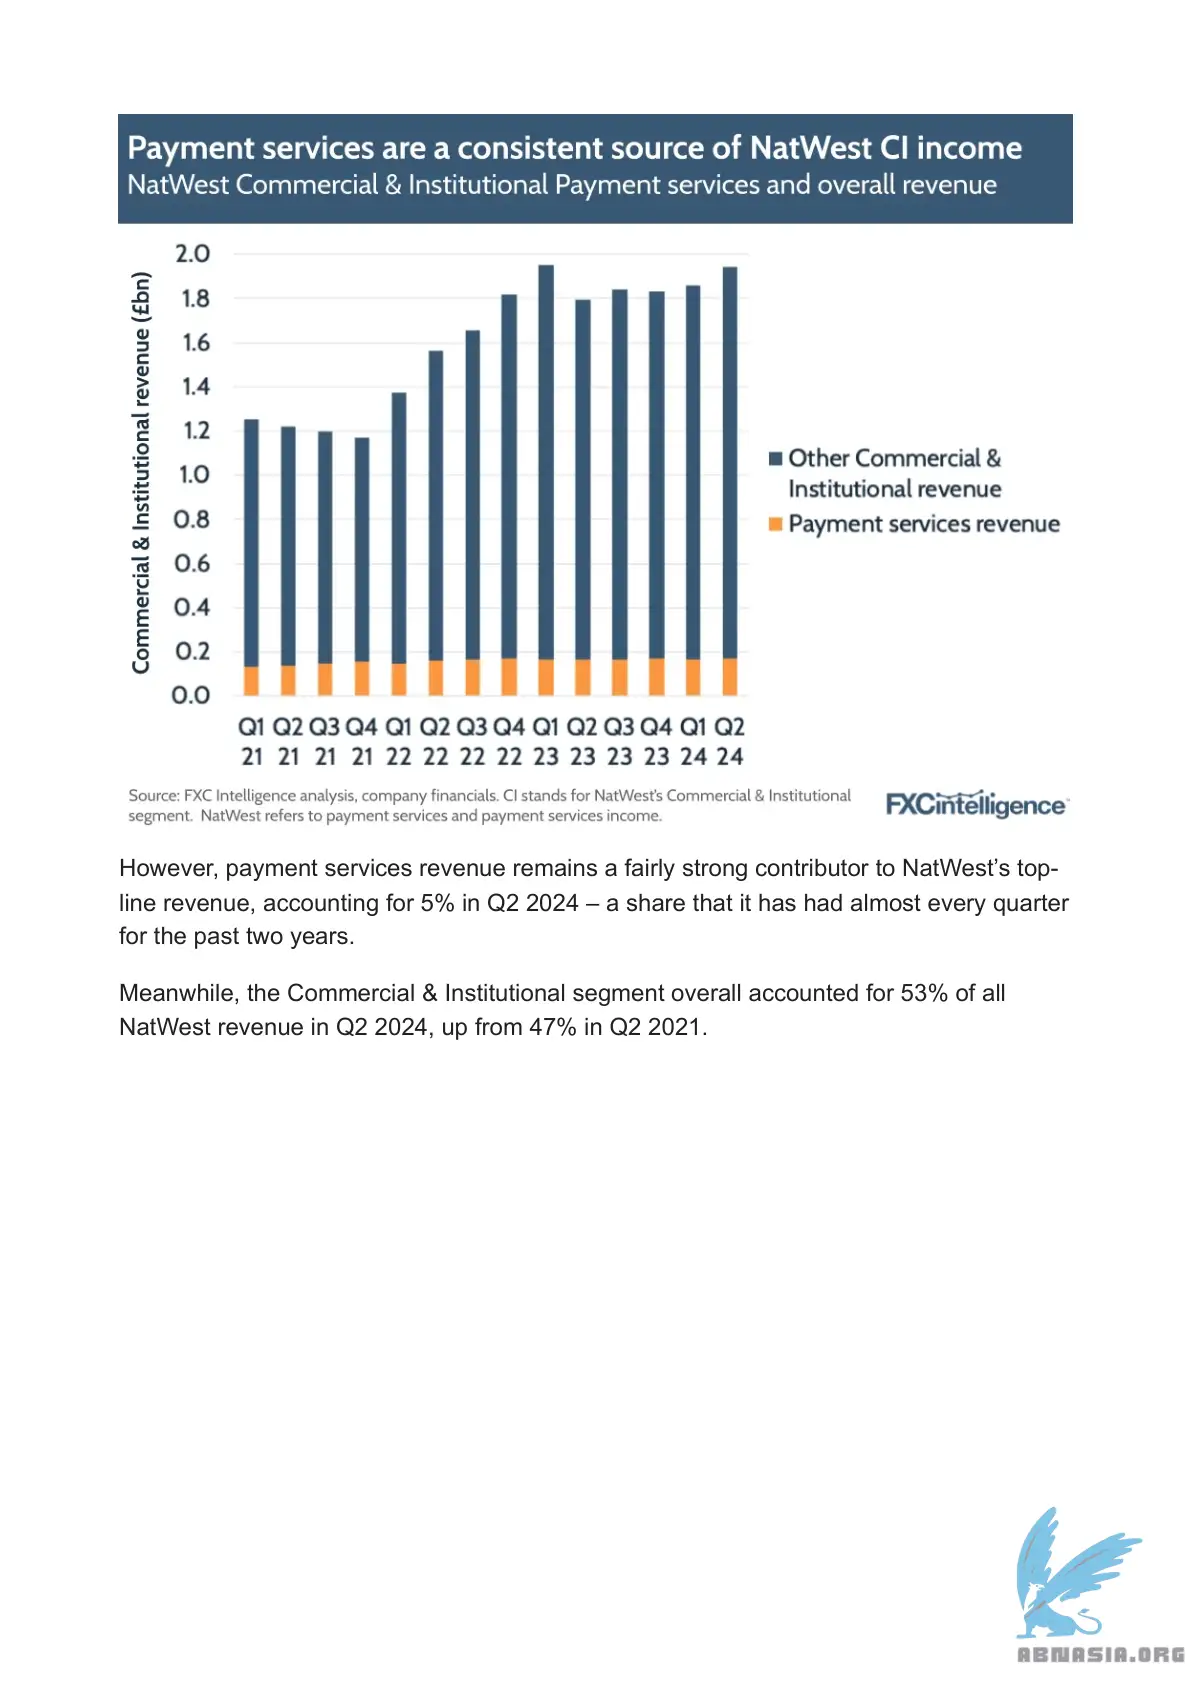 Payment services are a consistent source of NatWest CI income
NatWest Commercial & Institutional Payment services and overall revenue
Commercial & Institutional revenue (£bn)
2.0
1.8
1.6
1.4
1.2
1.0
0.8
0.6
0.4
0.2
0.0
Q1 Q2 Q3 Q4 Q1 Q2 Q3 Q4 Q1 Q2 Q3 Q4 Q1 Q2
21 21 21 21 22 22 22 22 23 23 23 23 24 24
Other Commercial &
Institutional revenue
Payment services revenue
Source: FXC Intelligence analysis, company financials. CI stands for NatWest's Commercial & Institutional
segment. NatWest refers to payment services and payment services income.
FXCintelligence™
However, payment services revenue remains a fairly strong contributor to NatWest’s top-
line revenue, accounting for 5% in Q2 2024 – a share that it has had almost every quarter
for the past two years.
Meanwhile, the Commercial & Institutional segment overall accounted for 53% of all
NatWest revenue in Q2 2024, up from 47% in Q2 2021.
ABNASIA.ORG